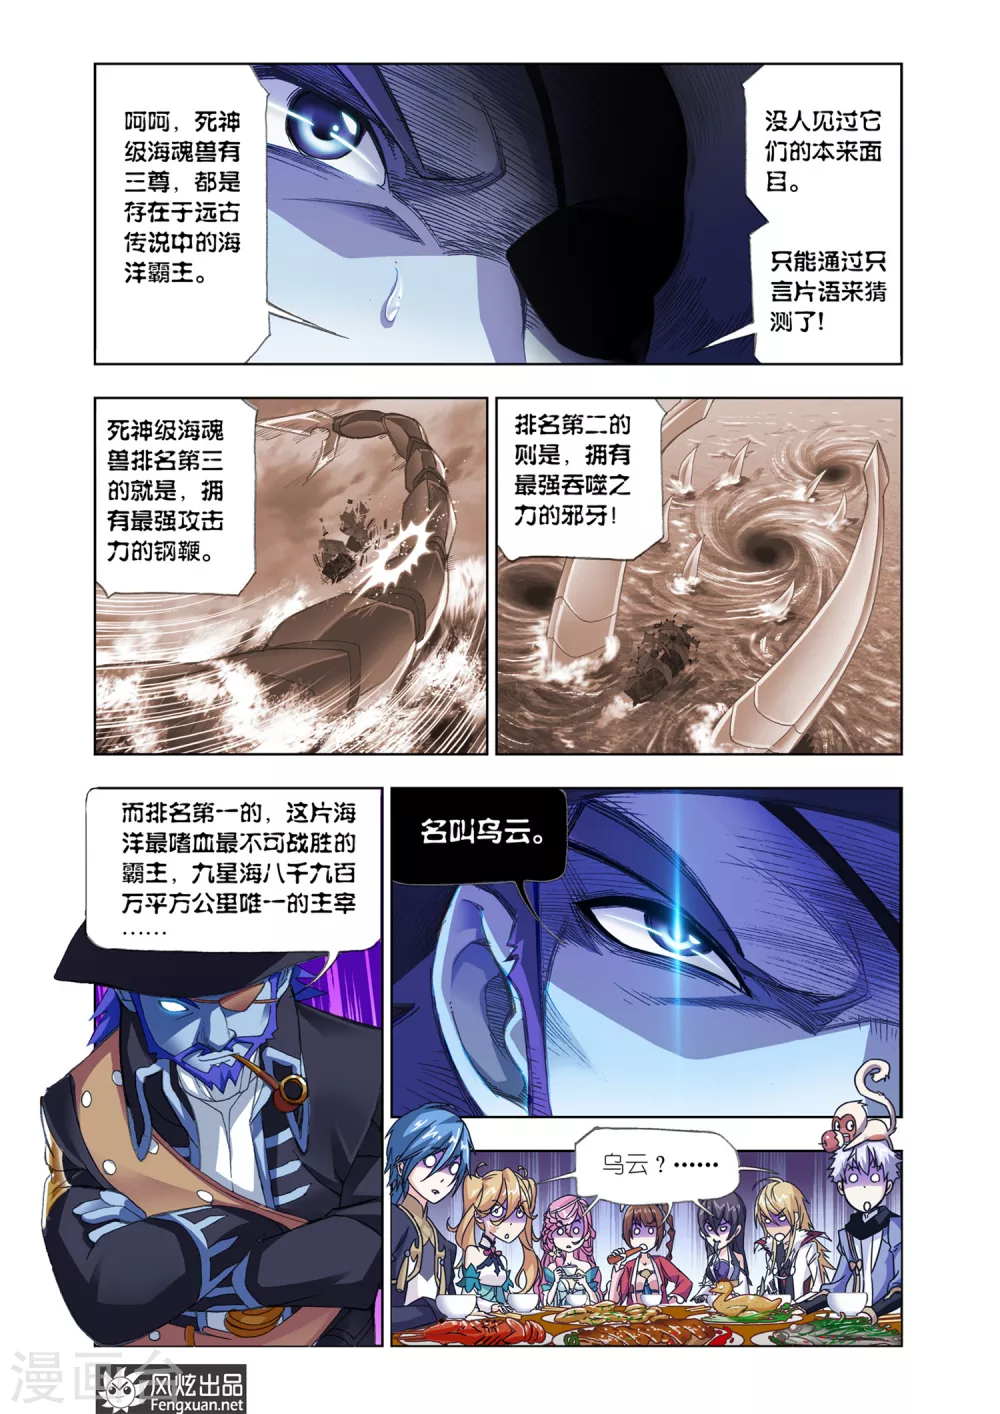 呵呵，死神
级海魂兽有
三尊，都是
存在于远古
传说中的海
洋霸主。
没人见过它
们的本来面
目。
只能通过只
言片语来猜
测了!
死神级海魂
兽排名第三
的就是，拥
有最强攻击
力的钢鞭。
排名第二的
则是，拥有
最强吞噬之
力的邪牙!
而排名第一的，这片海
洋最嗜血最不可战胜的
霸主，九星海八千九百
万平方公里唯一的主宰
……
名叫乌云。
乌云？……
漫画台
风炫出品
Fengxuan.net